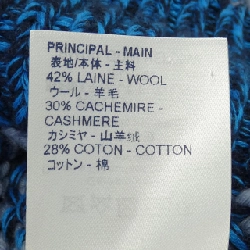 PRINCIPAL - MAIN
表地/本体 - 主料
42% LAINE - WOOL
ウール - 羊毛
30% CACHEMIRE -
CASHMERE
カシミヤ - 山羊绒
28% COTON - COTTON
コットン - 棉